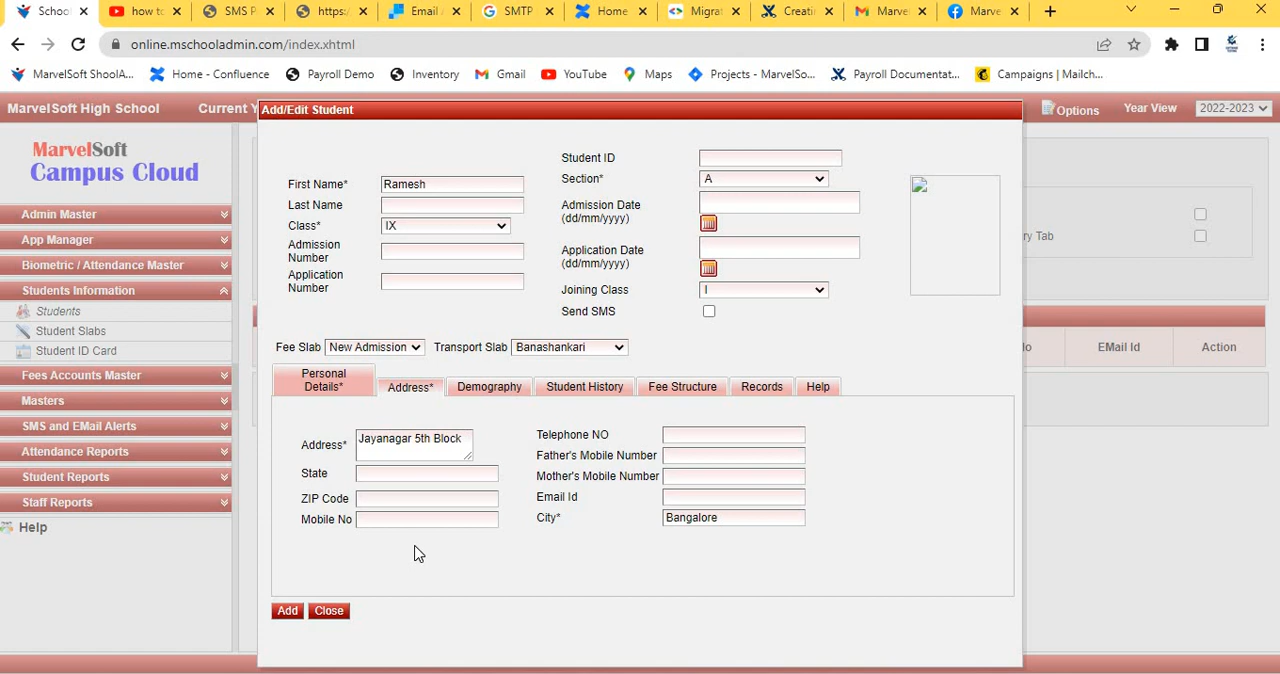 Schoo
how to
SMS P
https:
Email A
SMTP
Home
Migrat
Creati
Marve
Marve
online.mschooladmin.com/index.xhtml
MarvelSoft ShoolA...
Home - Confluence
Payroll Demo
Inventory
Gmail
YouTube
Maps
Projects - MarvelSo...
Payroll Documentat...
Campaigns | Mailch...
MarvelSoft High School
Current Y
Add/Edit Student
Options
Year View
2022-2023
MarvelSoft
Campus Cloud
Admin Master
App Manager
Biometric / Attendance Master
Students Information
Students
Student Slabs
Student ID Card
Fees Accounts Master
Masters
SMS and EMail Alerts
Attendance Reports
Student Reports
Staff Reports
Help
First Name*
Ramesh
Last Name
Class*
IX
Admission
Number
Application
Number
Student ID
Section*
A
Admission Date
(dd/mm/yyyy)
Application Date
(dd/mm/yyyy)
Joining Class
I
Send SMS
Fee Slab
New Admission
Transport Slab
Banashankari
Personal
Details*
Address*
Demography
Student History
Fee Structure
Records
Help
Address*
Jayanagar 5th Block
State
ZIP Code
Mobile No
Telephone NO
Father's Mobile Number
Mother's Mobile Number
Email Id
City*
Bangalore
Add
Close
ry Tab
lo
EMail Id
Action